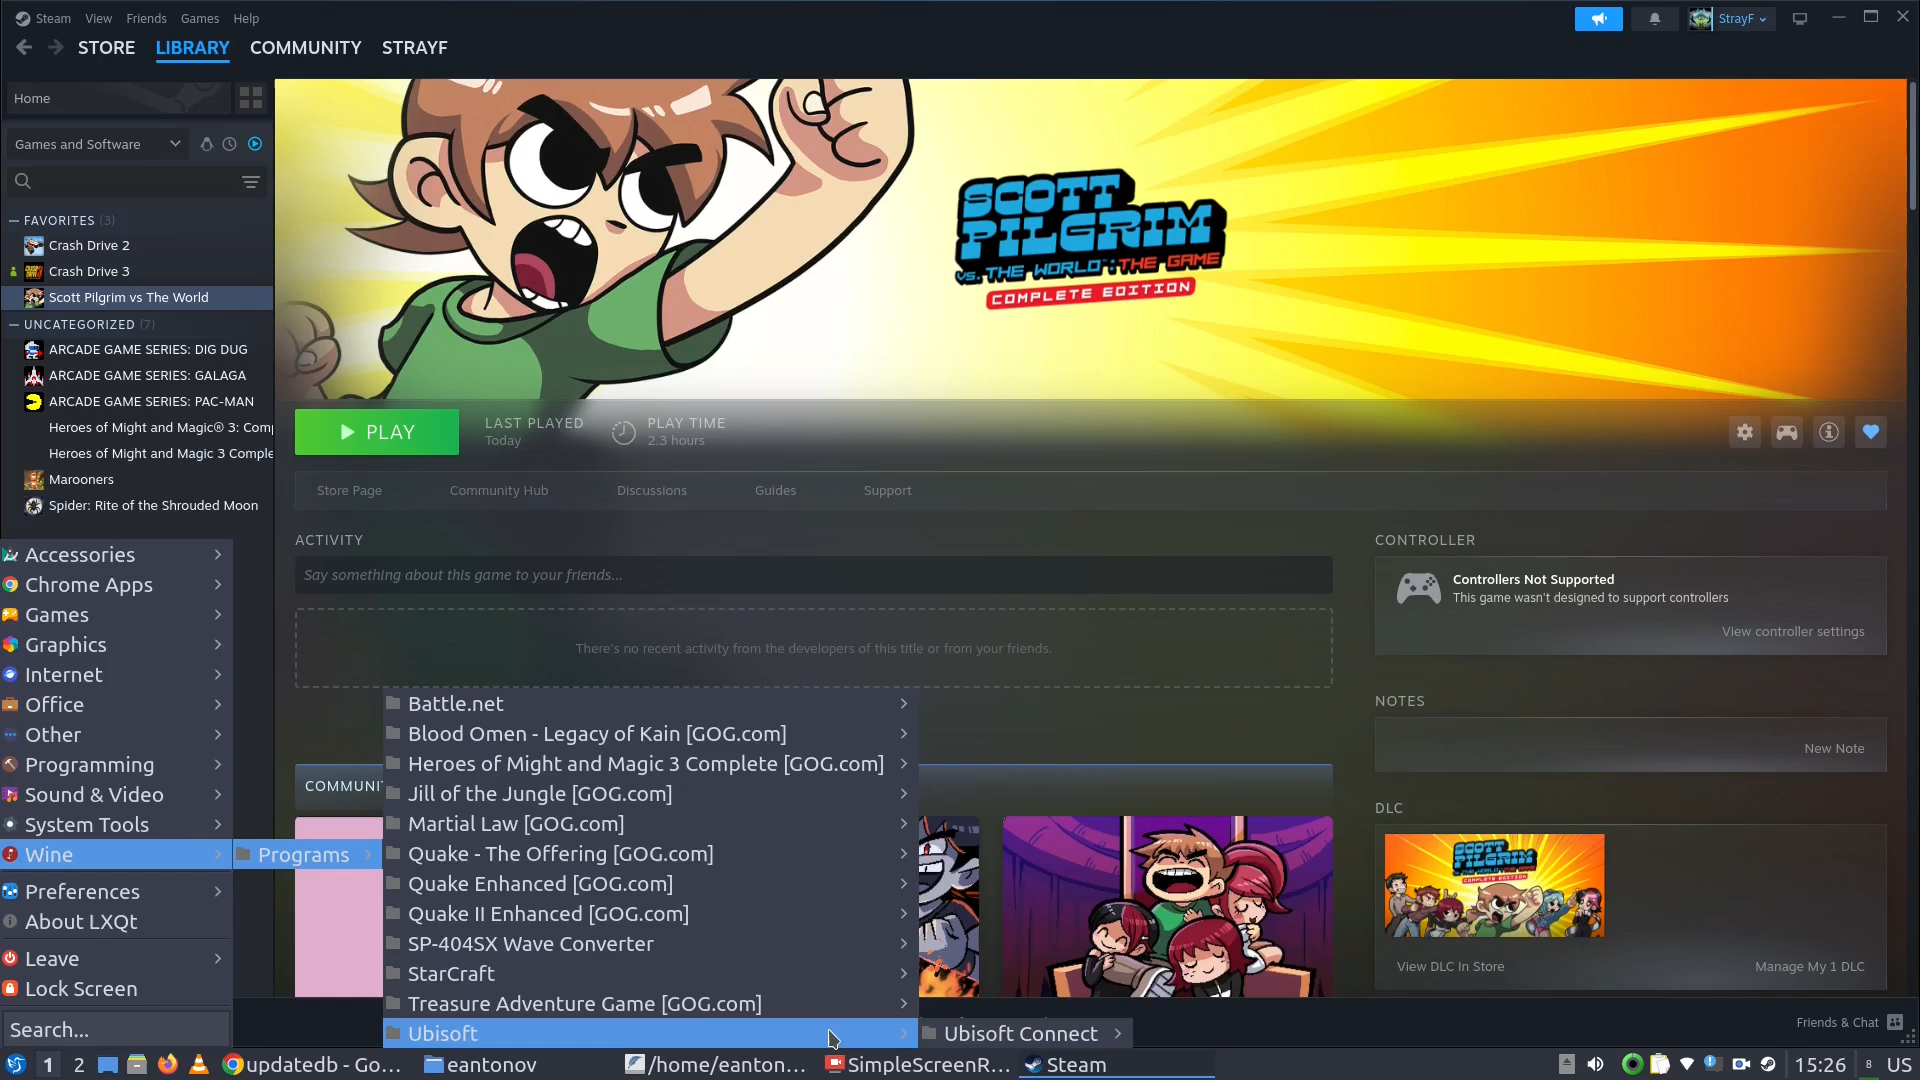 Steam View Friends Games Help
StrayF
STORE LIBRARY COMMUNITY STRAYF
Home
Games and Software
FAVORITES (3)
Crash Drive 2
Crash Drive 3
Scott Pilgrim vs The World
UNCATEGORIZED (7)
ARCADE GAME SERIES: DIG DUG
ARCADE GAME SERIES: GALAGA
ARCADE GAME SERIES: PAC-MAN
Heroes of Might and Magic® 3: Comp
Heroes of Might and Magic 3 Comple
Marooners
Spider: Rite of the Shrouded Moon
SCOTT
PILGRIM
VS. THE WORLD™: THE GAME
COMPLETE EDITION
PLAY
LAST PLAYED
Today
PLAY TIME
2.3 hours
Store Page Community Hub Discussions Guides Support
ACTIVITY
Say something about this game to your friends...
There's no recent activity from the developers of this title or from your friends.
COMMUNI
CONTROLLER
Controllers Not Supported
This game wasn't designed to support controllers
View controller settings
NOTES
New Note
DLC
SCOTT
PILGRIM
COMPLETE EDITION
View DLC In Store
Manage My 1 DLC
Friends & Chat
Accessories
Chrome Apps
Games
Graphics
Internet
Office
Other
Programming
Sound & Video
System Tools
Wine
Preferences
About LXQt
Leave
Lock Screen
Search...
Programs
Battle.net
Blood Omen - Legacy of Kain [GOG.com]
Heroes of Might and Magic 3 Complete [GOG.com]
Jill of the Jungle [GOG.com]
Martial Law [GOG.com]
Quake - The Offering [GOG.com]
Quake Enhanced [GOG.com]
Quake II Enhanced [GOG.com]
SP-404SX Wave Converter
StarCraft
Treasure Adventure Game [GOG.com]
Ubisoft
Ubisoft Connect
1 2 updatedb - Go... eantonov /home/eanton... SimpleScreenR... Steam 15:26 8 US